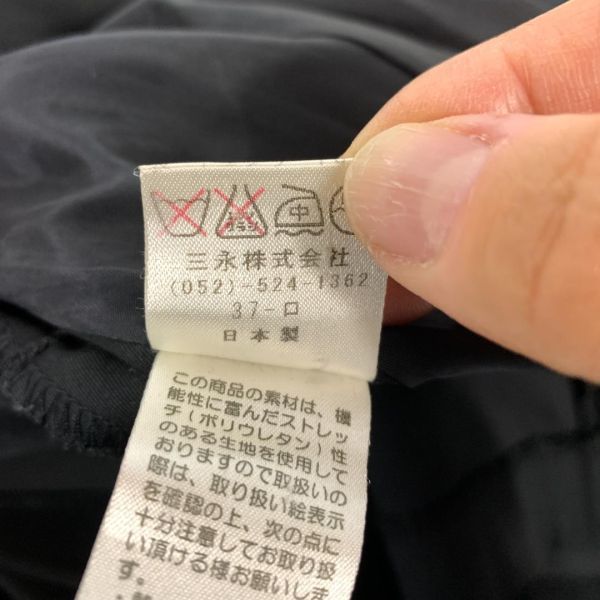 中
三永株式会社
(052)-524-1362
37-ロ
日本製
この商品の素材は、機
能性に富んだストレッ
チ(ポリウレタン)性
のある生地を使用して
おりますので取扱いの
際は、取り扱い絵表示
を確認の上、次の点に
十分注意してお取り扱
い頂ける様お願いしま
す。